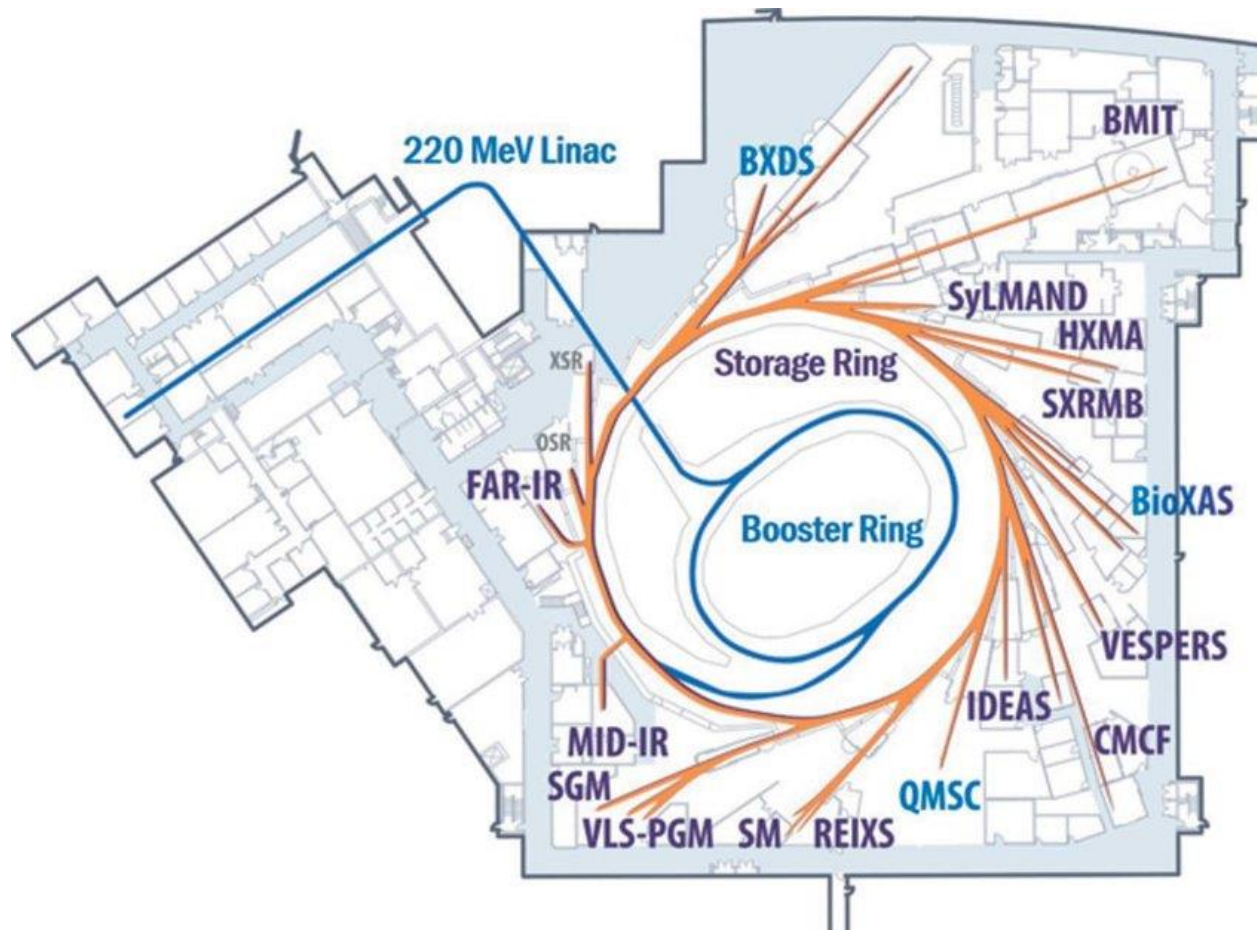 220 MeV Linac
BXDS
BMIT
SyLMAND
HXMA
Storage Ring
XSR
SXRMB
OSR
FAR-IR
BioXAS
Booster Ring
VESPERS
IDEAS
MID-IR
CMCF
SGM
QMSC
VLS-PGM
SM
REIXS